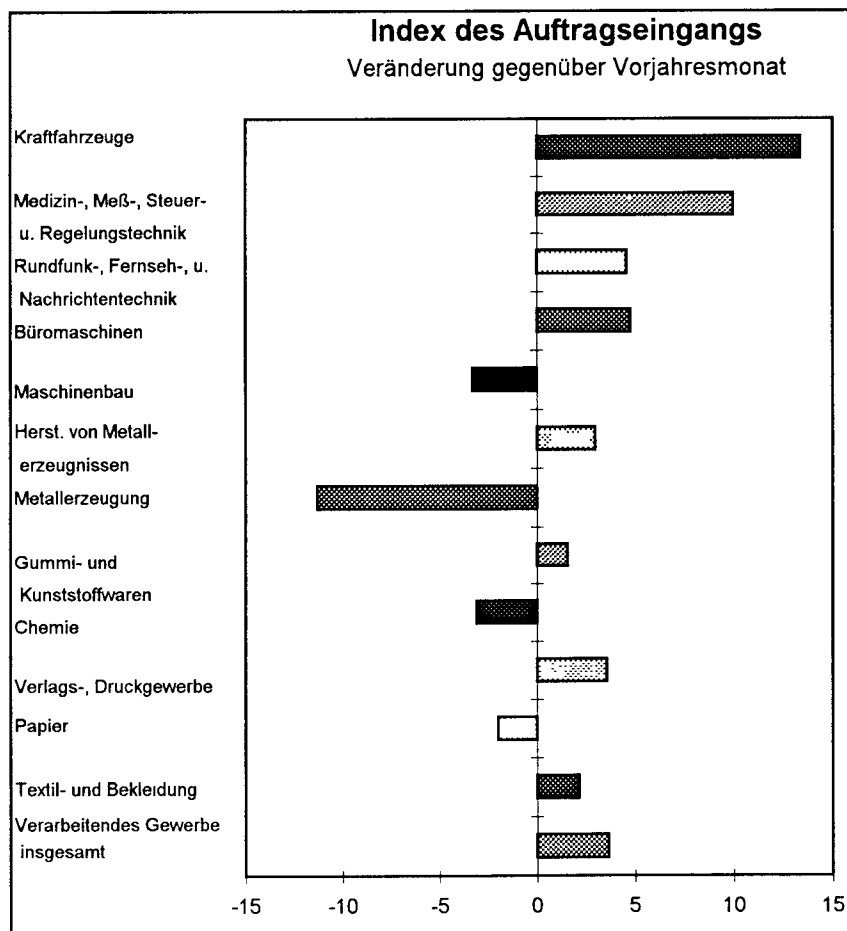 Index des Auftragseingangs
Veränderung gegenüber Vorjahresmonat
Kraftfahrzeuge
Medizin-, Meß-, Steuer-
u. Regelungstechnik
Rundfunk-, Fernseh-, u.
Nachrichtentechnik
Büromaschinen
Maschinenbau
Herst. von Metall-
erzeugnissen
Metallerzeugung
Gummi- und
Kunststoffwaren
Chemie
Verlags-, Druckgewerbe
Papier
Textil- und Bekleidung
Verarbeitendes Gewerbe
insgesamt
-15 -10 -5 0 5 10 15